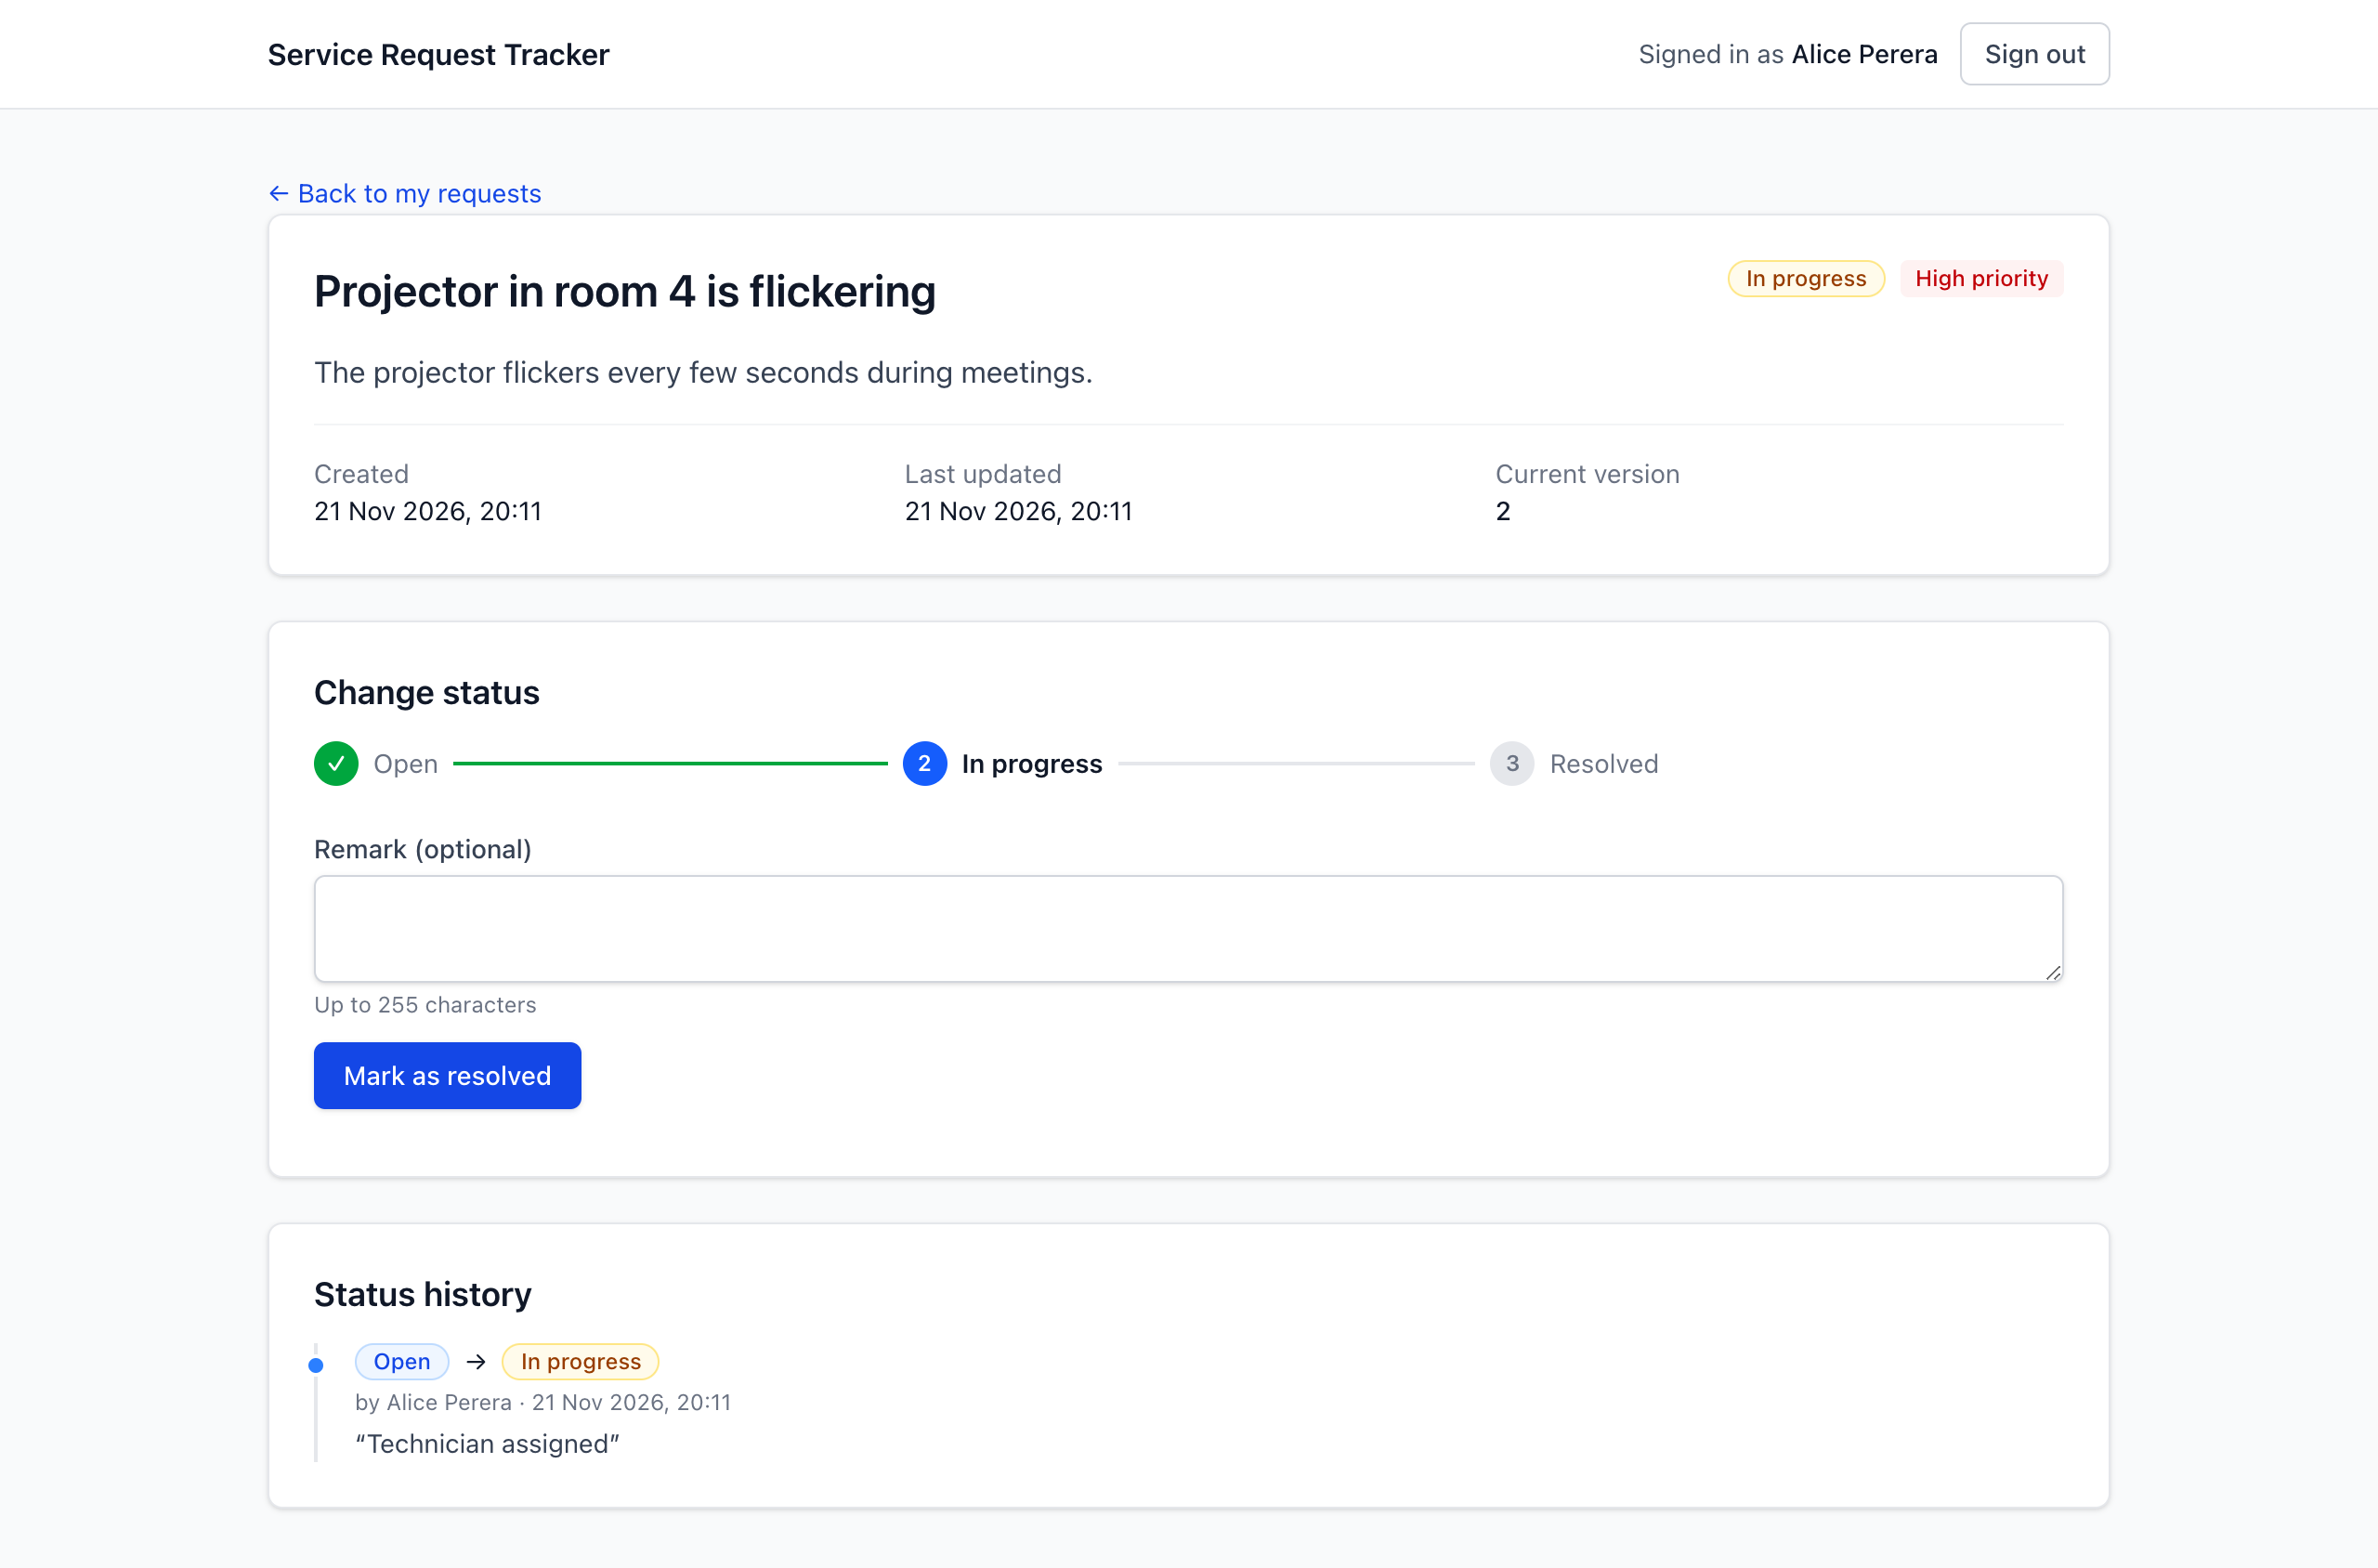 Service Request Tracker
Signed in as Alice Perera
Sign out
← Back to my requests
Projector in room 4 is flickering
In progress
High priority
The projector flickers every few seconds during meetings.
Created
21 Nov 2026, 20:11
Last updated
21 Nov 2026, 20:11
Current version
2
Change status
✓ Open
2 In progress
3 Resolved
Remark (optional)
Up to 255 characters
Mark as resolved
Status history
Open → In progress
by Alice Perera · 21 Nov 2026, 20:11
“Technician assigned”